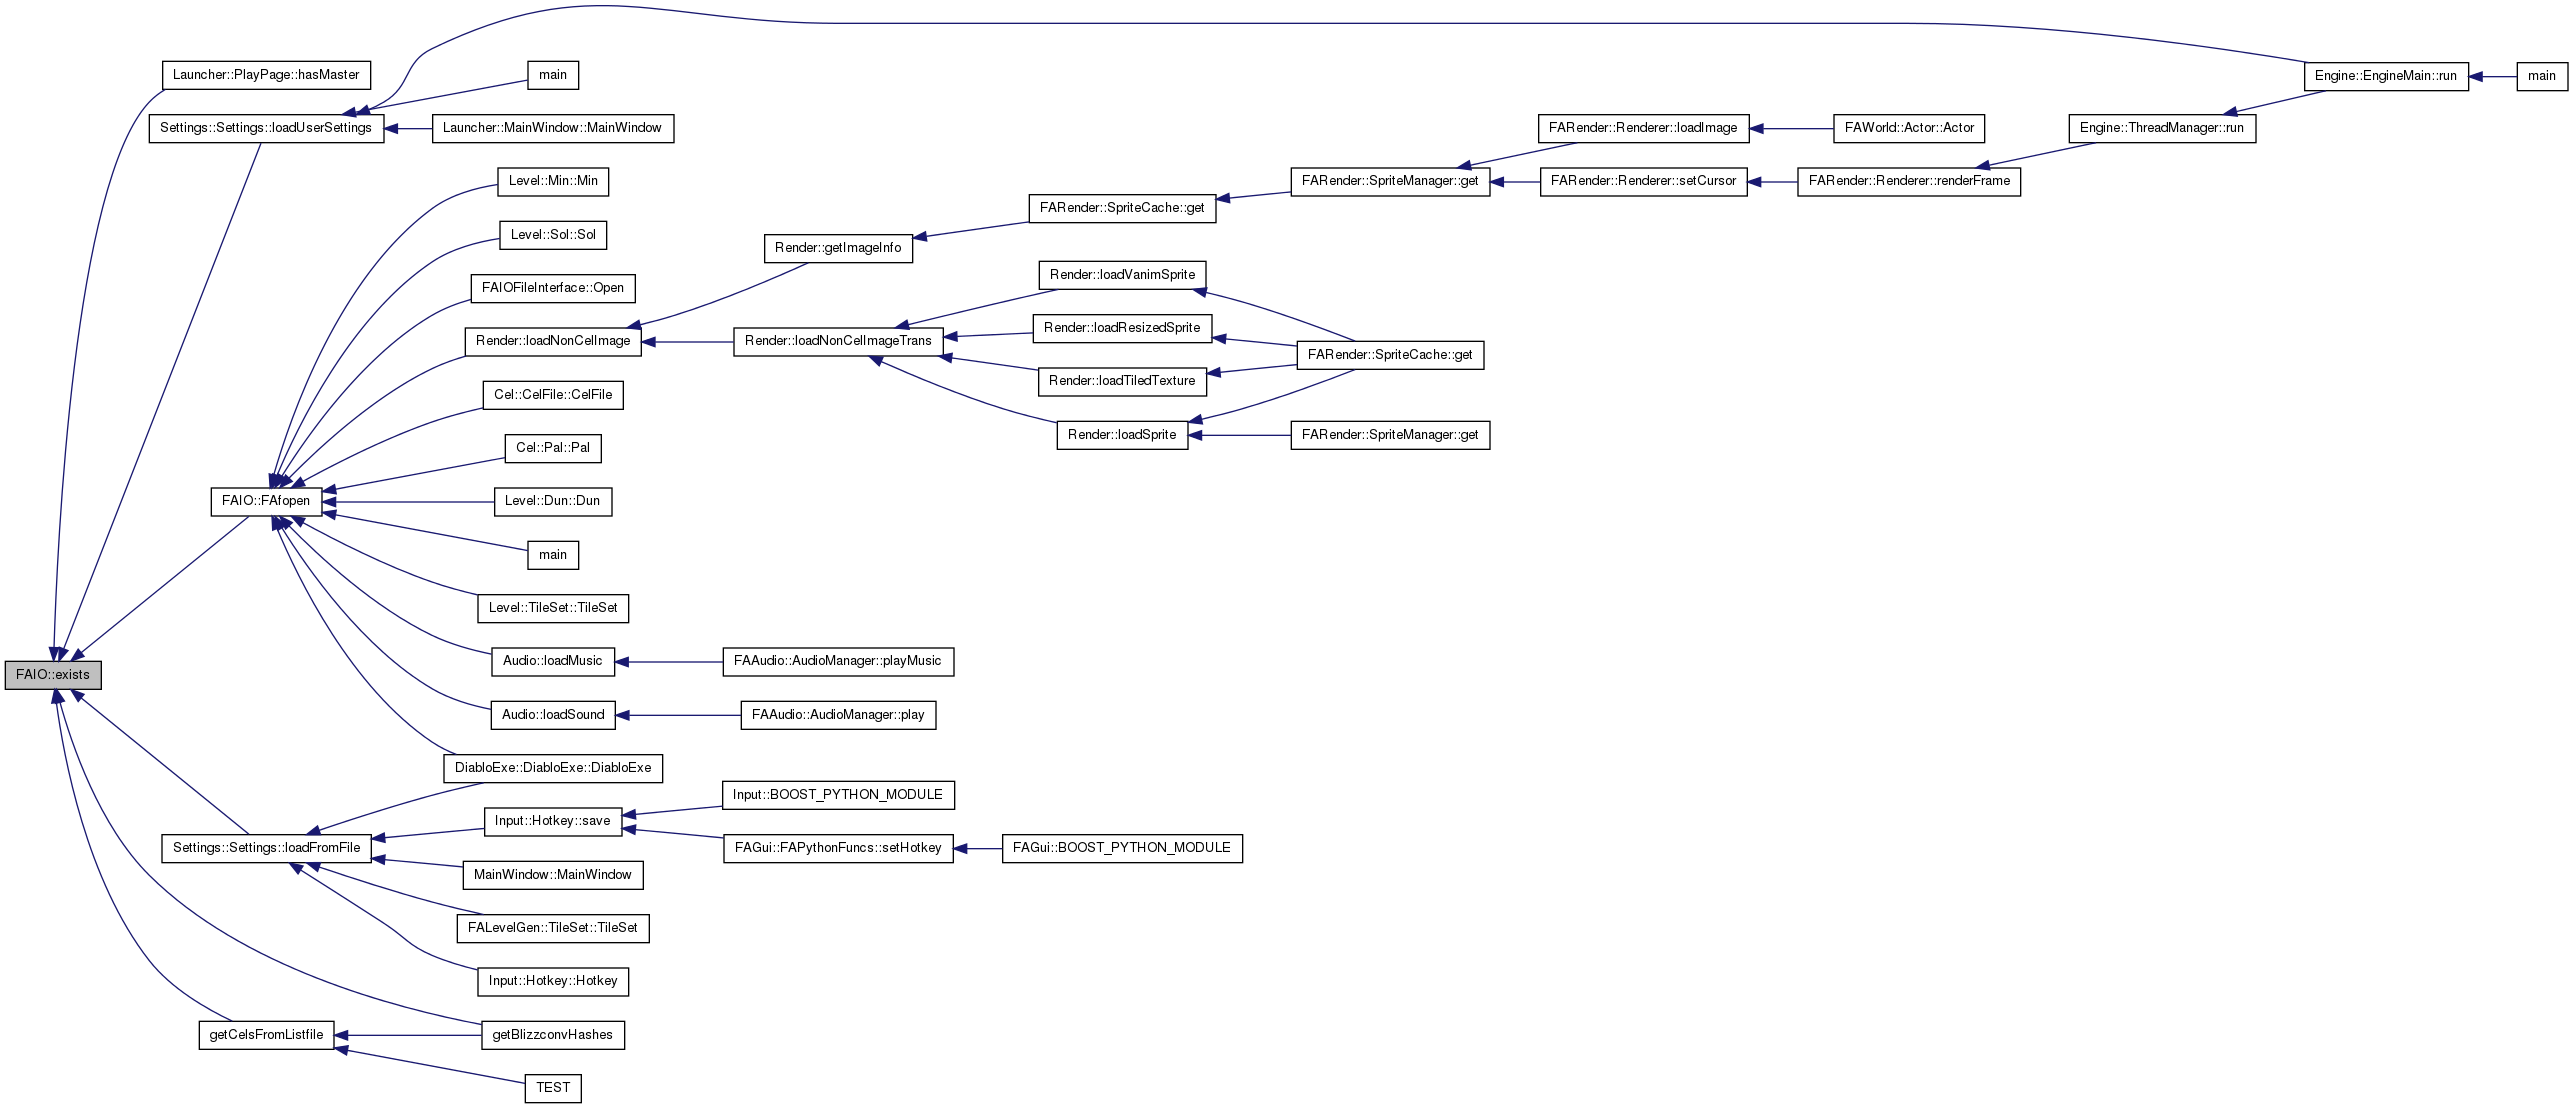 Launcher::PlayPage::hasMaster
main
Engine::EngineMain::run
main
Settings::Settings::loadUserSettings
Launcher::MainWindow::MainWindow
FARender::Renderer::loadImage
FAWorld::Actor::Actor
Engine::ThreadManager::run
Level::Min::Min
FARender::SpriteManager::get
FARender::Renderer::setCursor
FARender::Renderer::renderFrame
FARender::SpriteCache::get
Level::Sol::Sol
Render::getImageInfo
Render::loadVanimSprite
FAIOFileInterface::Open
Render::loadResizedSprite
Render::loadNonCelImage
Render::loadNonCelImageTrans
FARender::SpriteCache::get
Render::loadTiledTexture
Cel::CelFile::CelFile
Render::loadSprite
FARender::SpriteManager::get
Cel::Pal::Pal
FAIO::FAfopen
Level::Dun::Dun
main
Level::TileSet::TileSet
Audio::loadMusic
FAAudio::AudioManager::playMusic
FAIO::exists
Audio::loadSound
FAAudio::AudioManager::play
DiabloExe::DiabloExe::DiabloExe
Input::BOOST_PYTHON_MODULE
Input::Hotkey::save
Settings::Settings::loadFromFile
FAGui::FAPythonFuncs::setHotkey
FAGui::BOOST_PYTHON_MODULE
MainWindow::MainWindow
FALevelGen::TileSet::TileSet
Input::Hotkey::Hotkey
getCelsFromListfile
getBlizzconvHashes
TEST